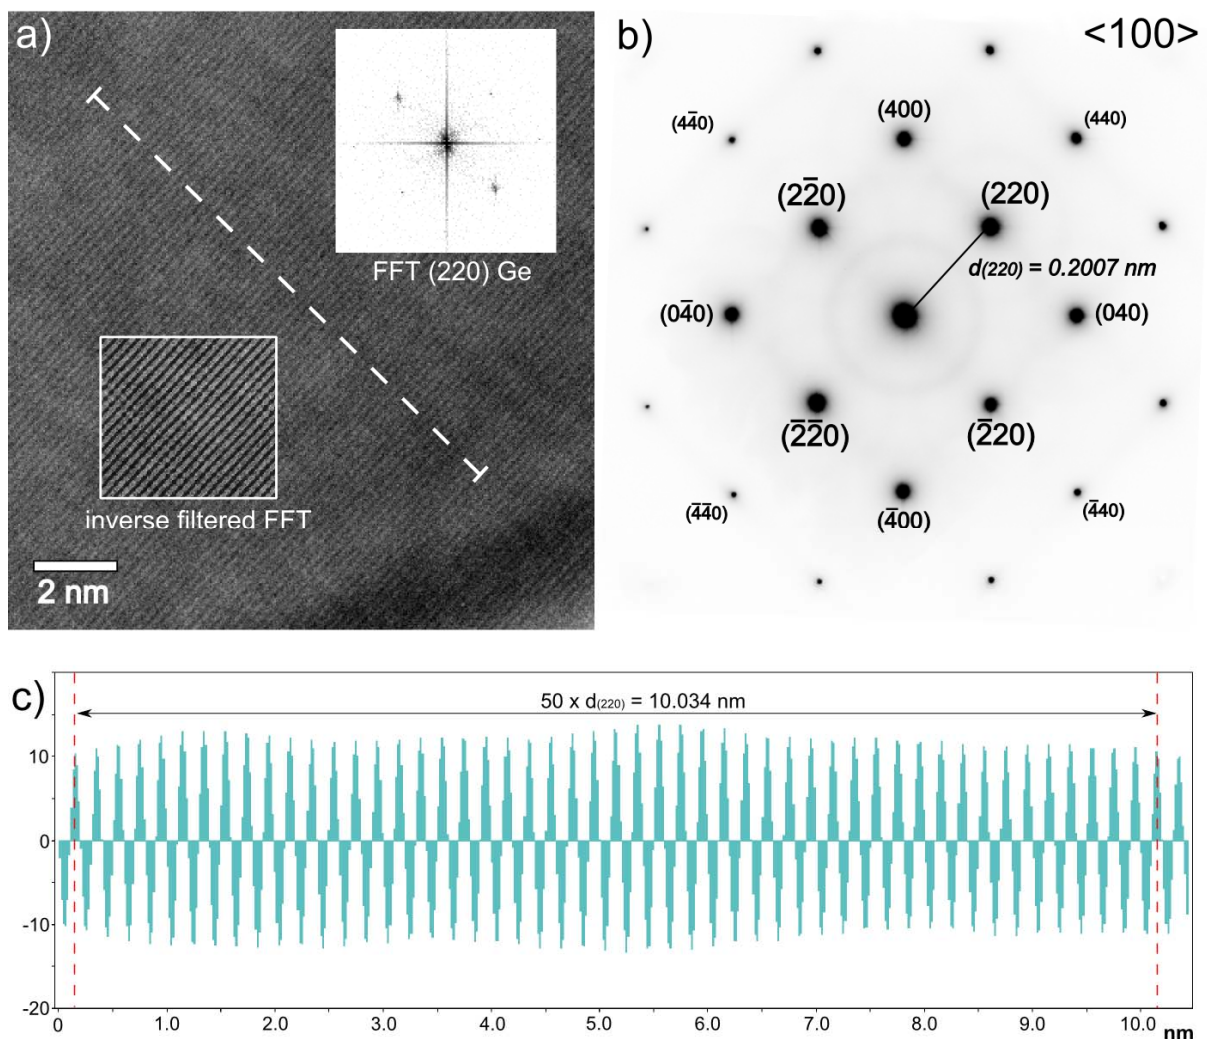 a)
FFT (220) Ge
inverse filtered FFT
2 nm
b)
<100>
(44̄0)
(400)
(440)
(22̄0)
(220)
d(220) = 0.2007 nm
(04̄0)
(040)
(2̄2̄0)
(2̄20)
(4̄4̄0)
(4̄00)
(4̄40)
c)
50 x d(220) = 10.034 nm
10
0
-10
-20
0 1.0 2.0 3.0 4.0 5.0 6.0 7.0 8.0 9.0 10.0 nm